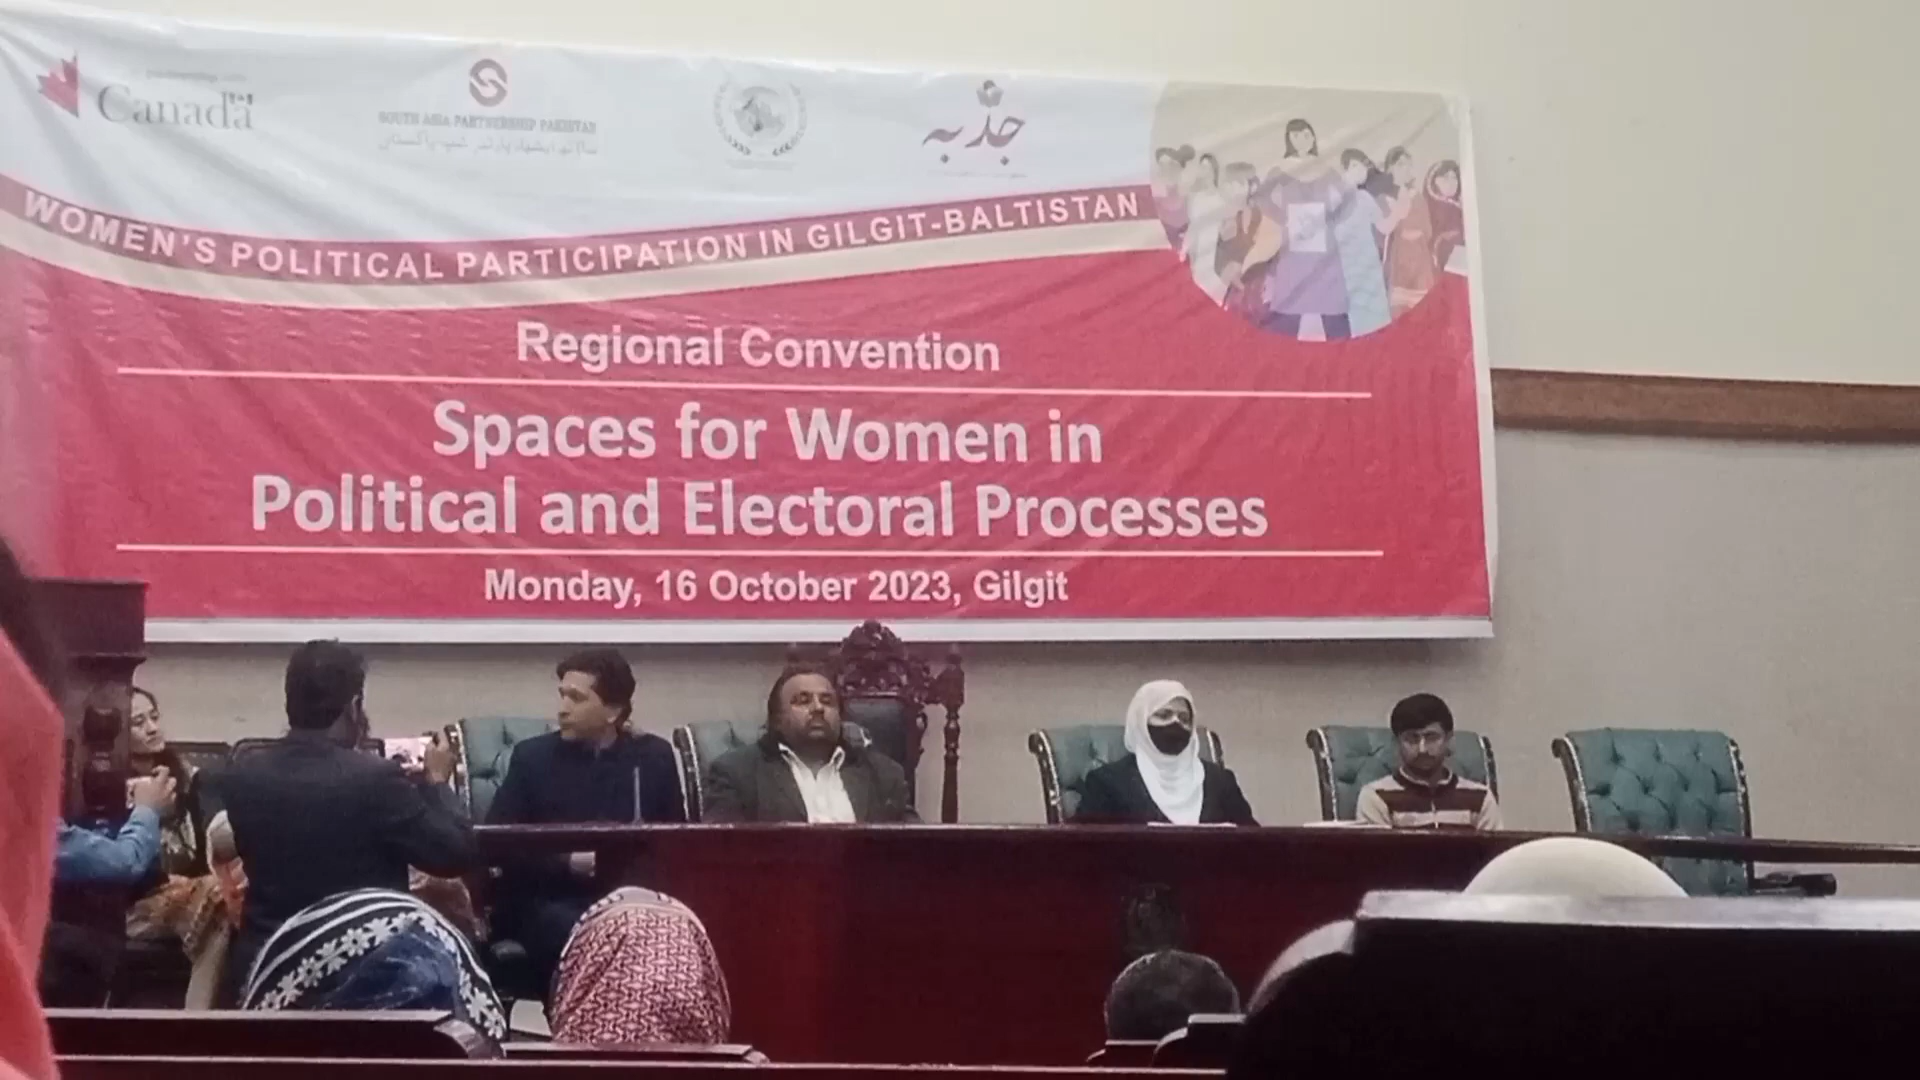 Canada
SOUTH ASIA PARTNERSHIP PAKISTAN
جذبہ
WOMEN'S POLITICAL PARTICIPATION IN GILGIT-BALTISTAN
Regional Convention
Spaces for Women in
Political and Electoral Processes
Monday, 16 October 2023, Gilgit